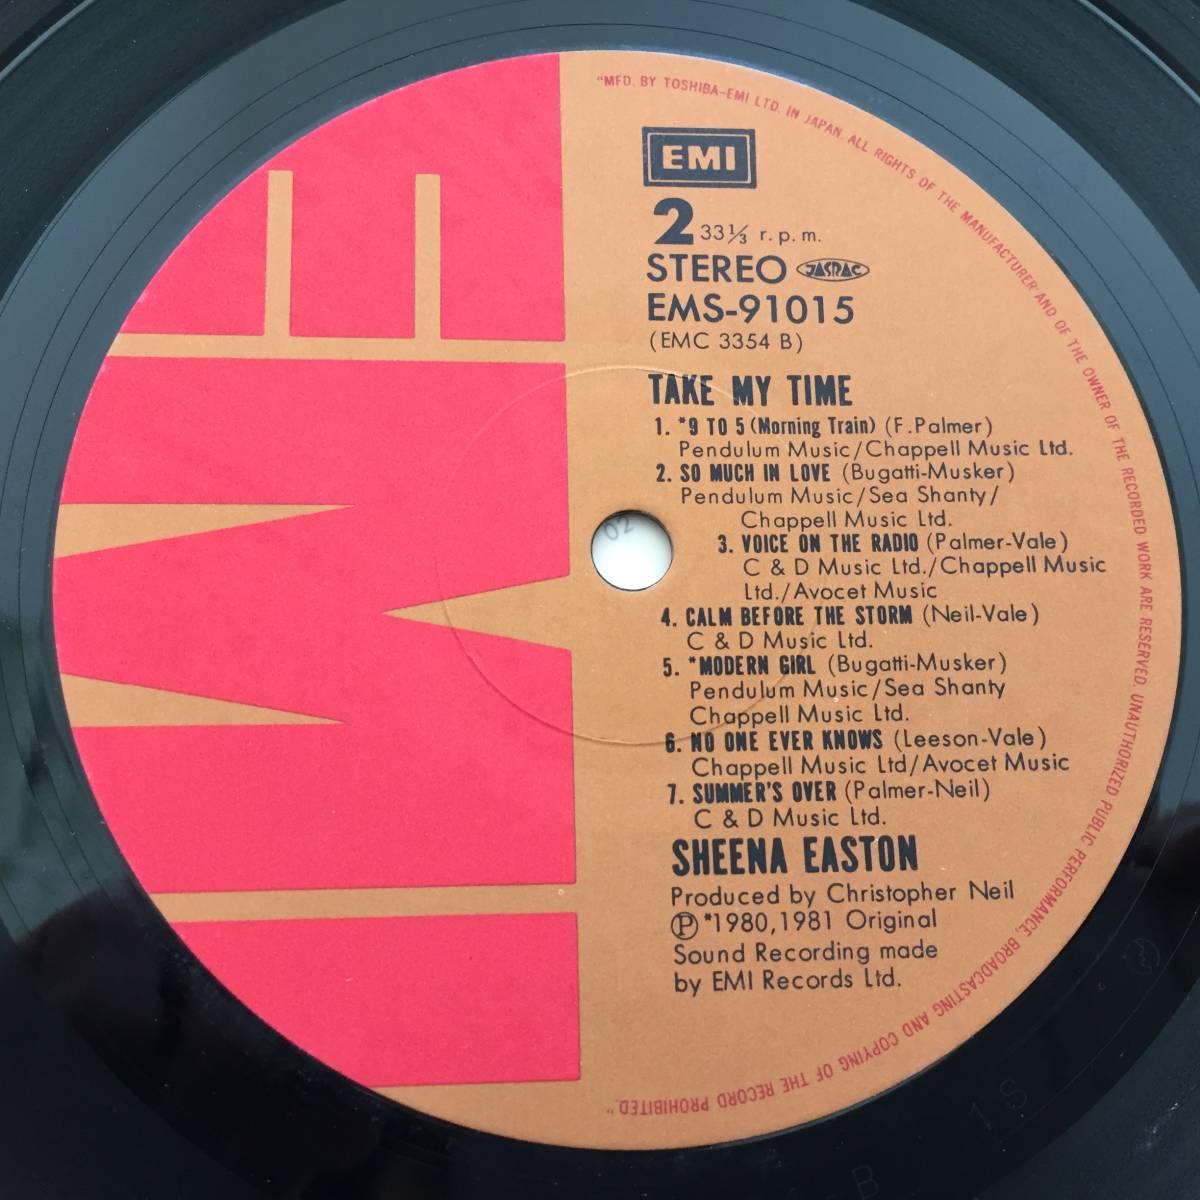 "MFD. BY TOSHIBA-EMI LTD. IN JAPAN. ALL RIGHTS OF THE MANUFACTURER AND OF THE OWNER OF THE RECORDED WORK ARE RESERVED. UNAUTHORIZED PUBLIC PERFORMANCE, BROADCASTING AND COPYING OF THE RECORD PROHIBITED."
EMI
2 33⅓ r.p.m.
STEREO JASRAC
EMS-91015
(EMC 3354 B)
TAKE MY TIME
1. *9 TO 5 (Morning Train) (F.Palmer)
Pendulum Music/Chappell Music Ltd.
2. SO MUCH IN LOVE (Bugatti-Musker)
Pendulum Music/Sea Shanty/
Chappell Music Ltd.
3. VOICE ON THE RADIO (Palmer-Vale)
C & D Music Ltd./Chappell Music
Ltd./Avocet Music
4. CALM BEFORE THE STORM (Neil-Vale)
C & D Music Ltd.
5. *MODERN GIRL (Bugatti-Musker)
Pendulum Music/Sea Shanty
Chappell Music Ltd.
6. NO ONE EVER KNOWS (Leeson-Vale)
Chappell Music Ltd/Avocet Music
7. SUMMER'S OVER (Palmer-Neil)
C & D Music Ltd.
SHEENA EASTON
Produced by Christopher Neil
Ⓟ*1980,1981 Original
Sound Recording made
by EMI Records Ltd.
EMI
02
1S
B